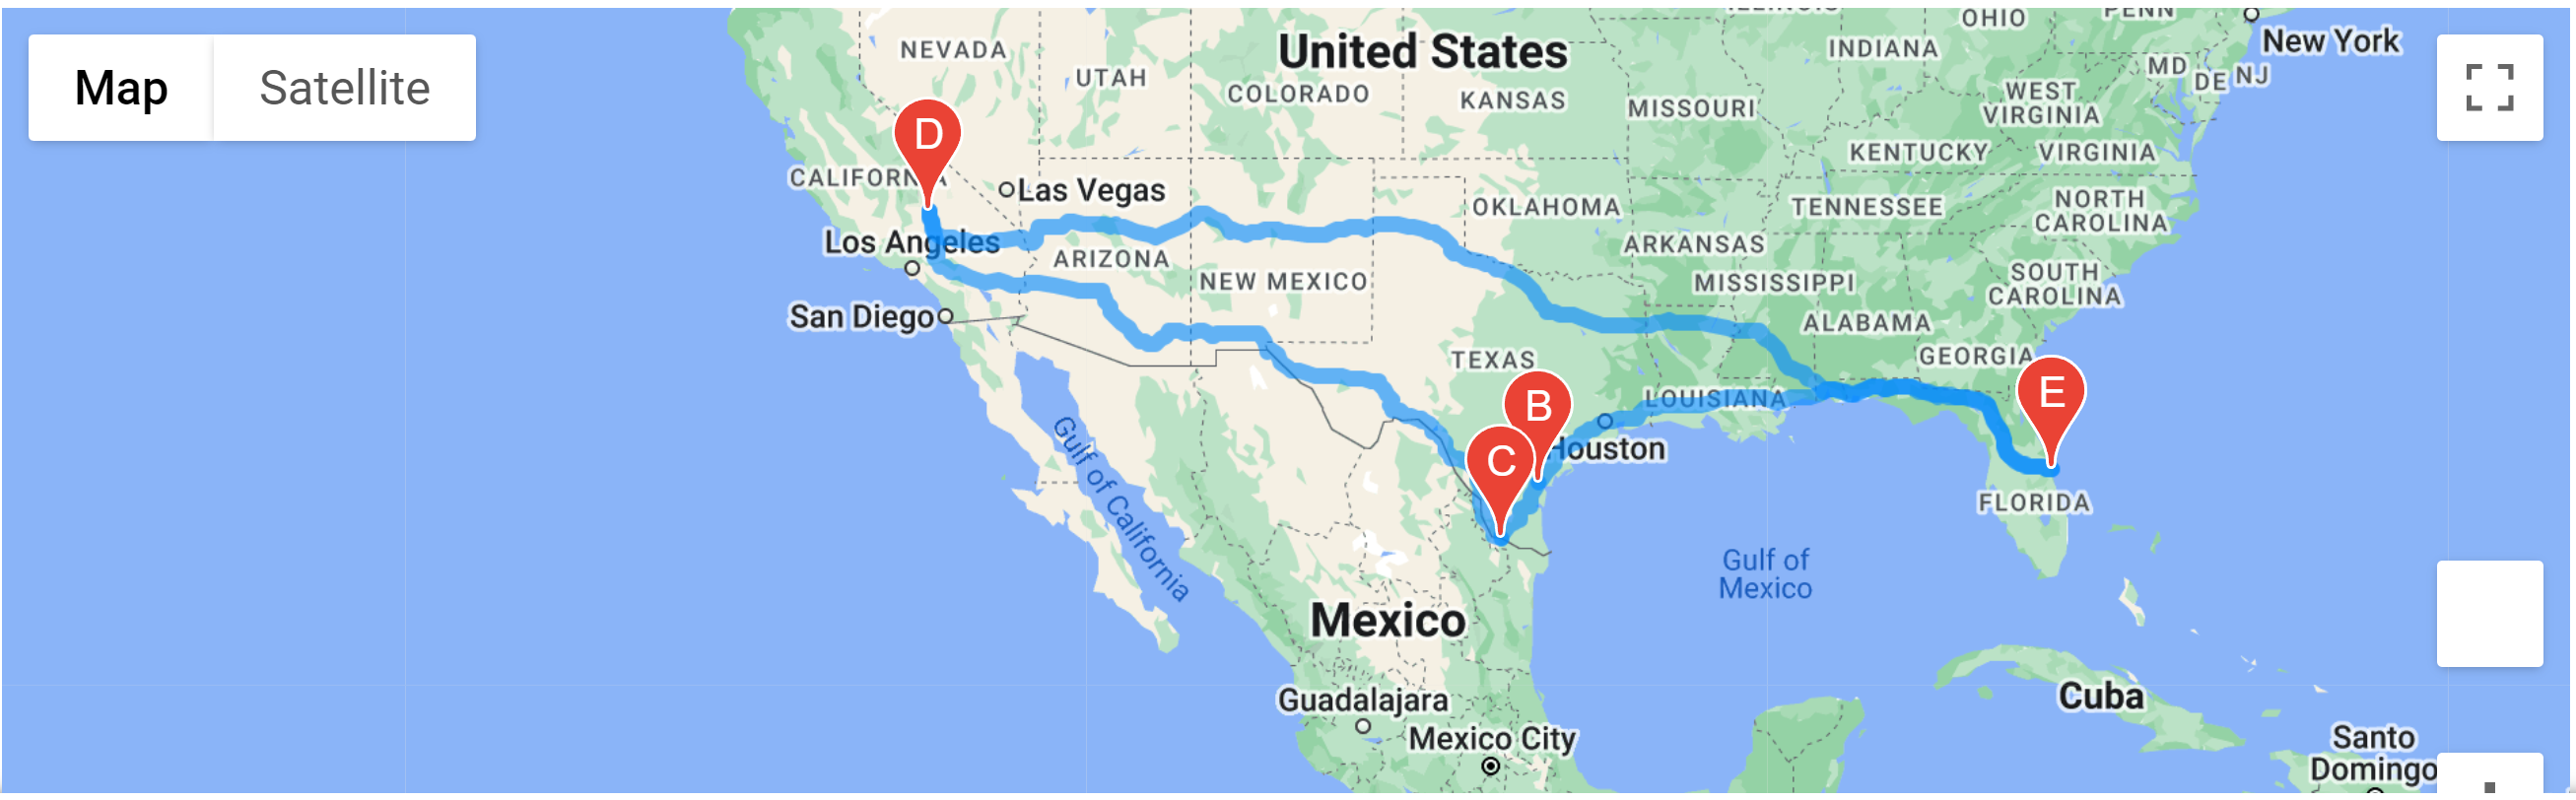 Map
Satellite
NEVADA
UTAH
COLORADO
United States
KANSAS
MISSOURI
ILLINOIS
INDIANA
OHIO
PENN
New York
MD
DE
NJ
WEST
VIRGINIA
KENTUCKY
VIRGINIA
D
CALIFORNIA
Las Vegas
OKLAHOMA
TENNESSEE
NORTH
CAROLINA
Los Angeles
ARIZONA
NEW MEXICO
ARKANSAS
MISSISSIPPI
SOUTH
CAROLINA
San Diego
ALABAMA
TEXAS
GEORGIA
B
LOUISIANA
E
C
Houston
Gulf of California
FLORIDA
Gulf of
Mexico
Mexico
Guadalajara
Mexico City
Cuba
Santo
Domingo